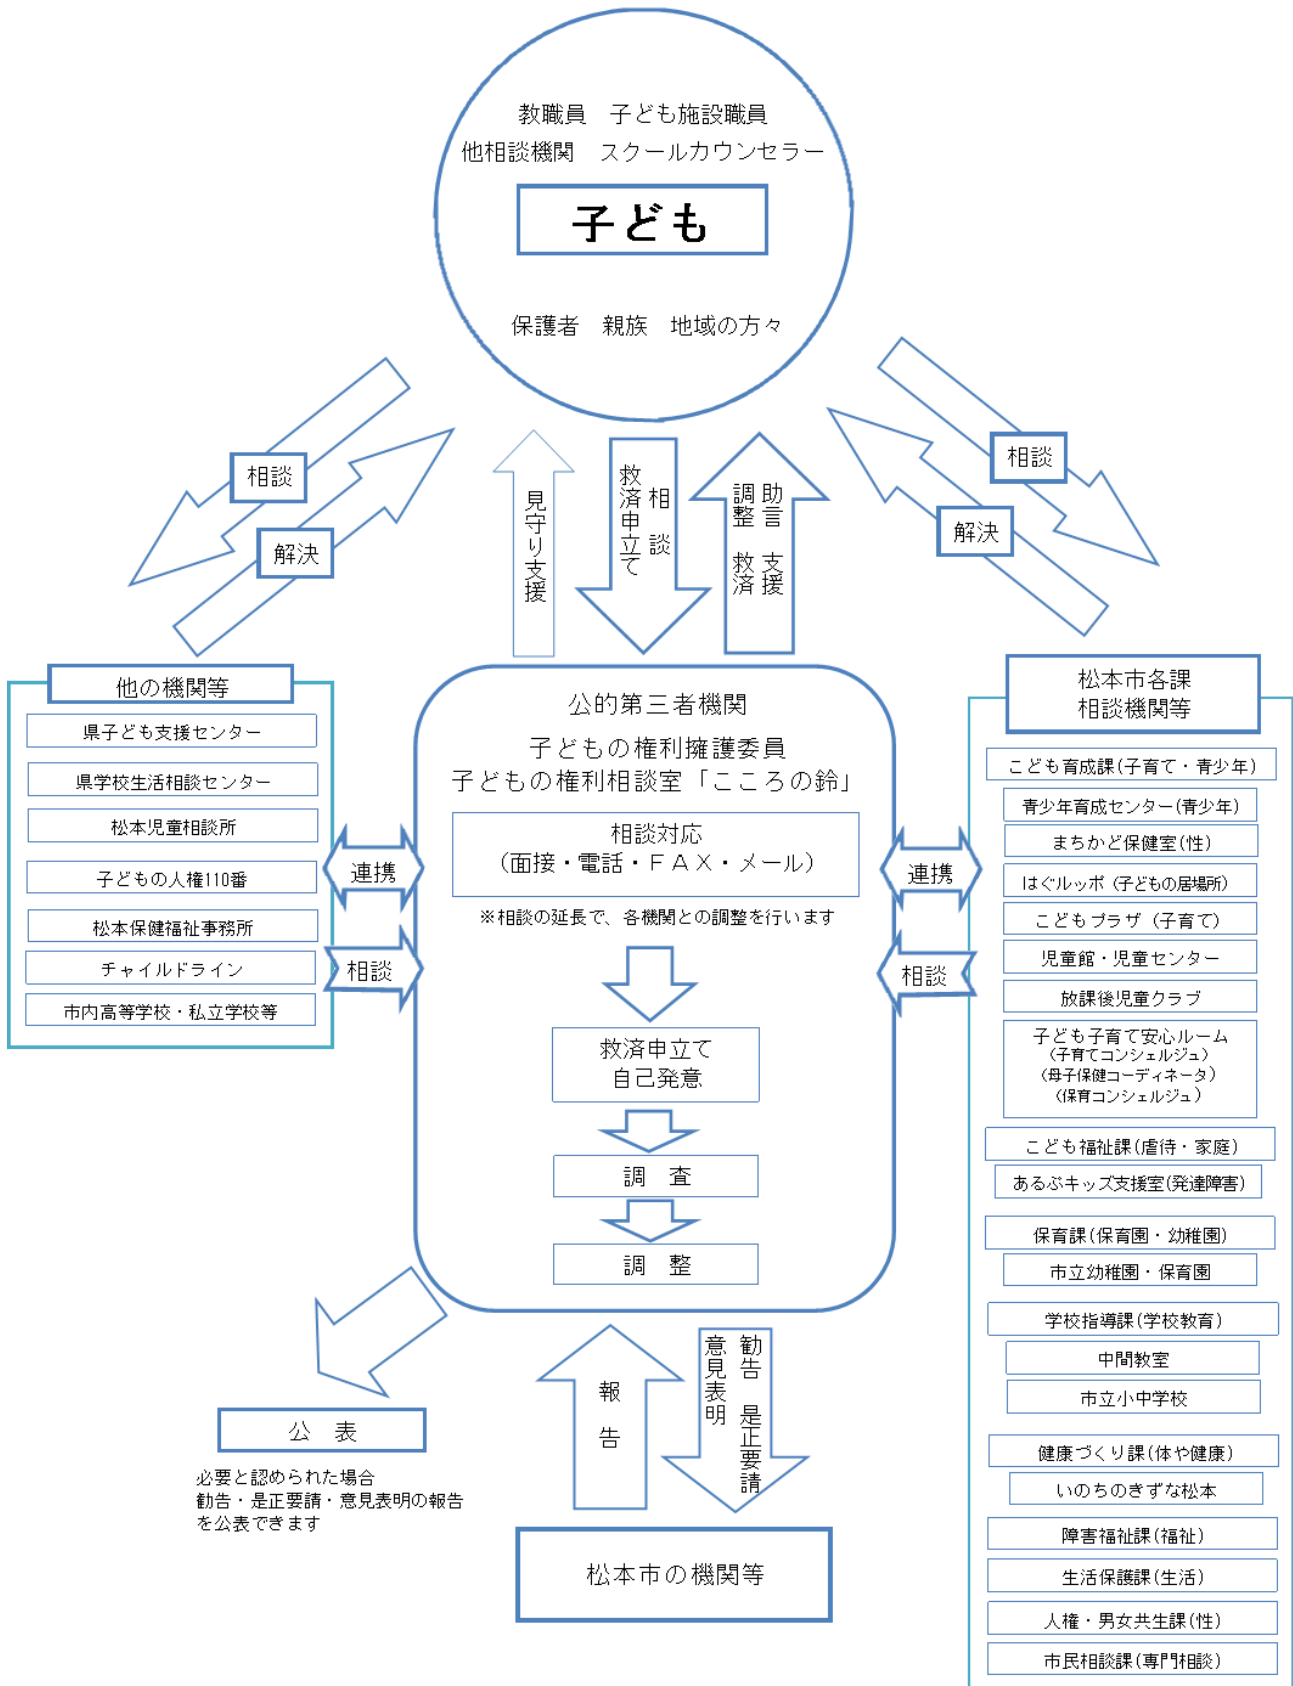 教職員　子ども施設職員
他相談機関　スクールカウンセラー
子ども
保護者　親族　地域の方々
相談
解決
見守り支援
相談
救済申立て
助言　支援
調整　救済
相談
解決
他の機関等
県子ども支援センター
県学校生活相談センター
松本児童相談所
子どもの人権110番
松本保健福祉事務所
チャイルドライン
市内高等学校・私立学校等
連携
相談
公的第三者機関
子どもの権利擁護委員
子どもの権利相談室「こころの鈴」
相談対応
（面接・電話・ＦＡＸ・メール）
※相談の延長で、各機関との調整を行います
救済申立て
自己発意
調　査
調　整
連携
相談
松本市各課
相談機関等
こども育成課(子育て・青少年)
青少年育成センター(青少年)
まちかど保健室(性)
はぐルッポ（子どもの居場所）
こどもプラザ（子育て）
児童館・児童センター
放課後児童クラブ
子ども子育て安心ルーム
（子育てコンシェルジュ）
（母子保健コーディネータ）
（保育コンシェルジュ）
こども福祉課(虐待・家庭)
あるぷキッズ支援室(発達障害)
保育課(保育園・幼稚園)
市立幼稚園・保育園
学校指導課(学校教育)
中間教室
市立小中学校
健康づくり課(体や健康)
いのちのきずな松本
障害福祉課(福祉)
生活保護課(生活)
人権・男女共生課(性)
市民相談課(専門相談)
公　表
必要と認められた場合
勧告・是正要請・意見表明の報告
を公表できます
報告
勧告　是正要請
意見表明
松本市の機関等